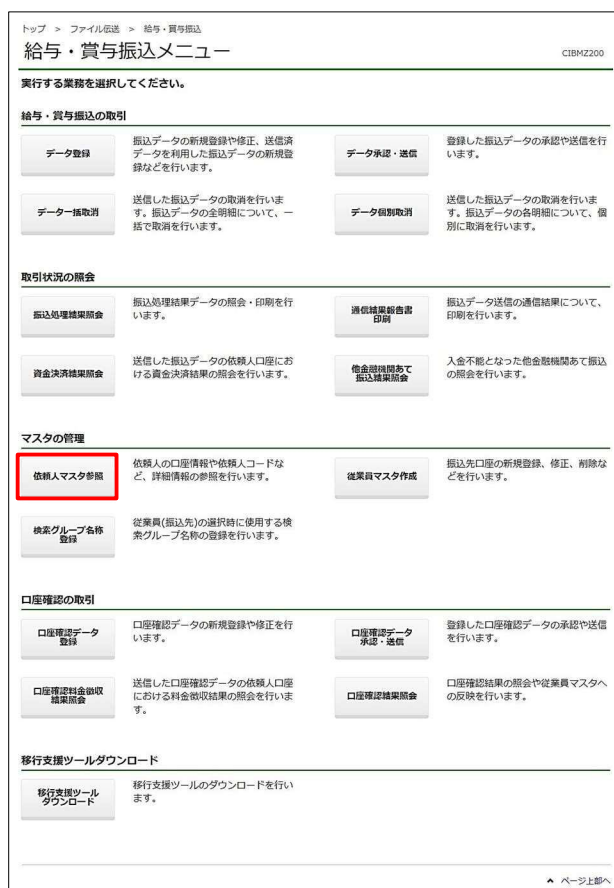 トップ > ファイル伝送 > 給与・賞与振込
給与・賞与振込メニュー
CIBMZ200
実行する業務を選択してください。
給与・賞与振込の取引
データ登録
振込データの新規登録や修正、送信済
データを利用した振込データの新規登
録などを行います。
データ承認・送信
登録した振込データの承認や送信を行
います。
データ一括取消
送信した振込データの取消を行いま
す。振込データの全明細について、一
括で取消を行います。
データ個別取消
送信した振込データの取消を行いま
す。振込データの各明細について、個
別に取消を行います。
取引状況の照会
振込処理結果照会
振込処理結果データの照会・印刷を行
います。
通信結果報告書
印刷
振込データ送信の通信結果について、
印刷を行います。
資金決済結果照会
送信した振込データの依頼人口座にお
ける資金決済結果の照会を行います。
他金融機関あて
振込結果照会
入金不能となった他金融機関あて振込
の照会を行います。
マスタの管理
依頼人マスタ参照
依頼人の口座情報や依頼人コードな
ど、詳細情報の参照を行います。
従業員マスタ作成
振込先口座の新規登録、修正、削除な
どを行います。
検索グループ名称
登録
従業員(振込先)の選択時に使用する検
索グループ名称の登録を行います。
口座確認の取引
口座確認データ
登録
口座確認データの新規登録や修正を行
います。
口座確認データ
承認・送信
登録した口座確認データの承認や送信
を行います。
口座確認料金徴収
結果照会
送信した口座確認データの依頼人口座
における料金徴収結果の照会を行いま
す。
口座確認結果照会
口座確認結果の照会や従業員マスタへ
の反映を行います。
移行支援ツールダウンロード
移行支援ツール
ダウンロード
移行支援ツールのダウンロードを行い
ます。
ページ上部へ